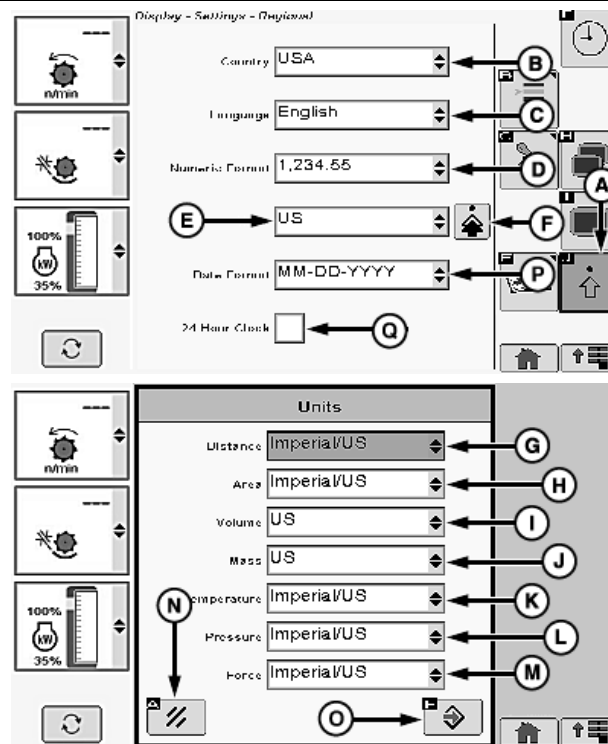 Display - Settings - Regional
---
n/min
---
100%
kW
35%
Country USA B
Language English C
Numeric Format 1,234.55 D
E US F
Date Format MM-DD-YYYY P
24 Hour Clock Q
A
H
I
J
Units
---
n/min
---
100%
kW
35%
Distance Imperial/US G
Area Imperial/US H
Volume US I
Mass US J
Temperature Imperial/US K
Pressure Imperial/US L
Force Imperial/US M
N
O
A